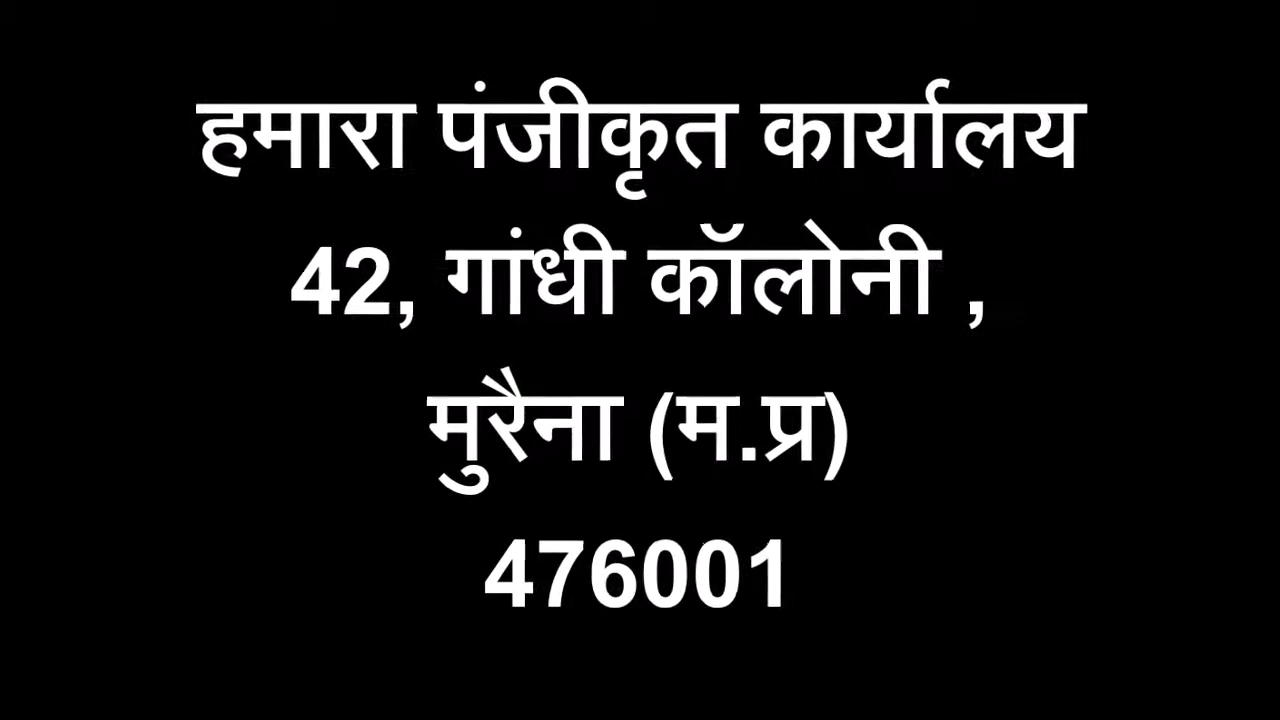 हमारा पंजीकृत कार्यालय
42, गांधी कॉलोनी ,
मुरैना (म.प्र)
476001